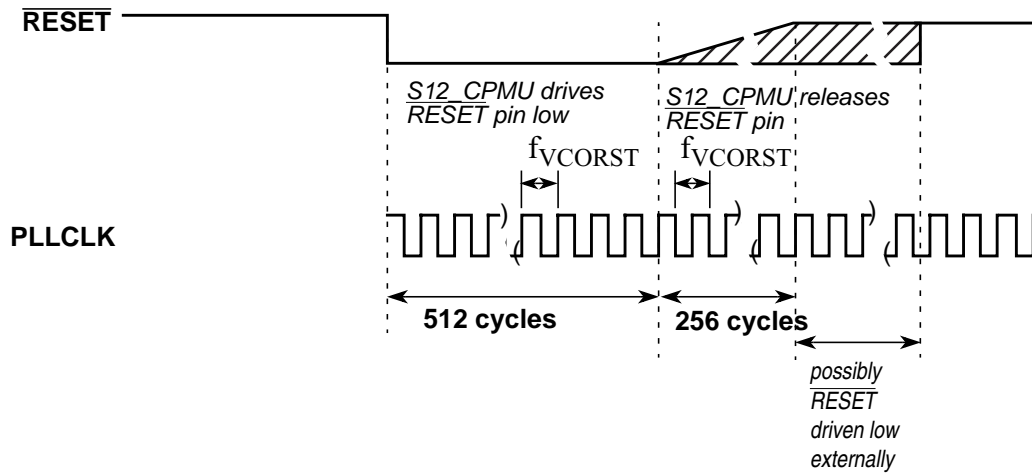 RESET
S12_CPMU drives
RESET pin low
S12_CPMU releases
RESET pin
fVCORST
fVCORST
PLLCLK
512 cycles
256 cycles
possibly
RESET
driven low
externally